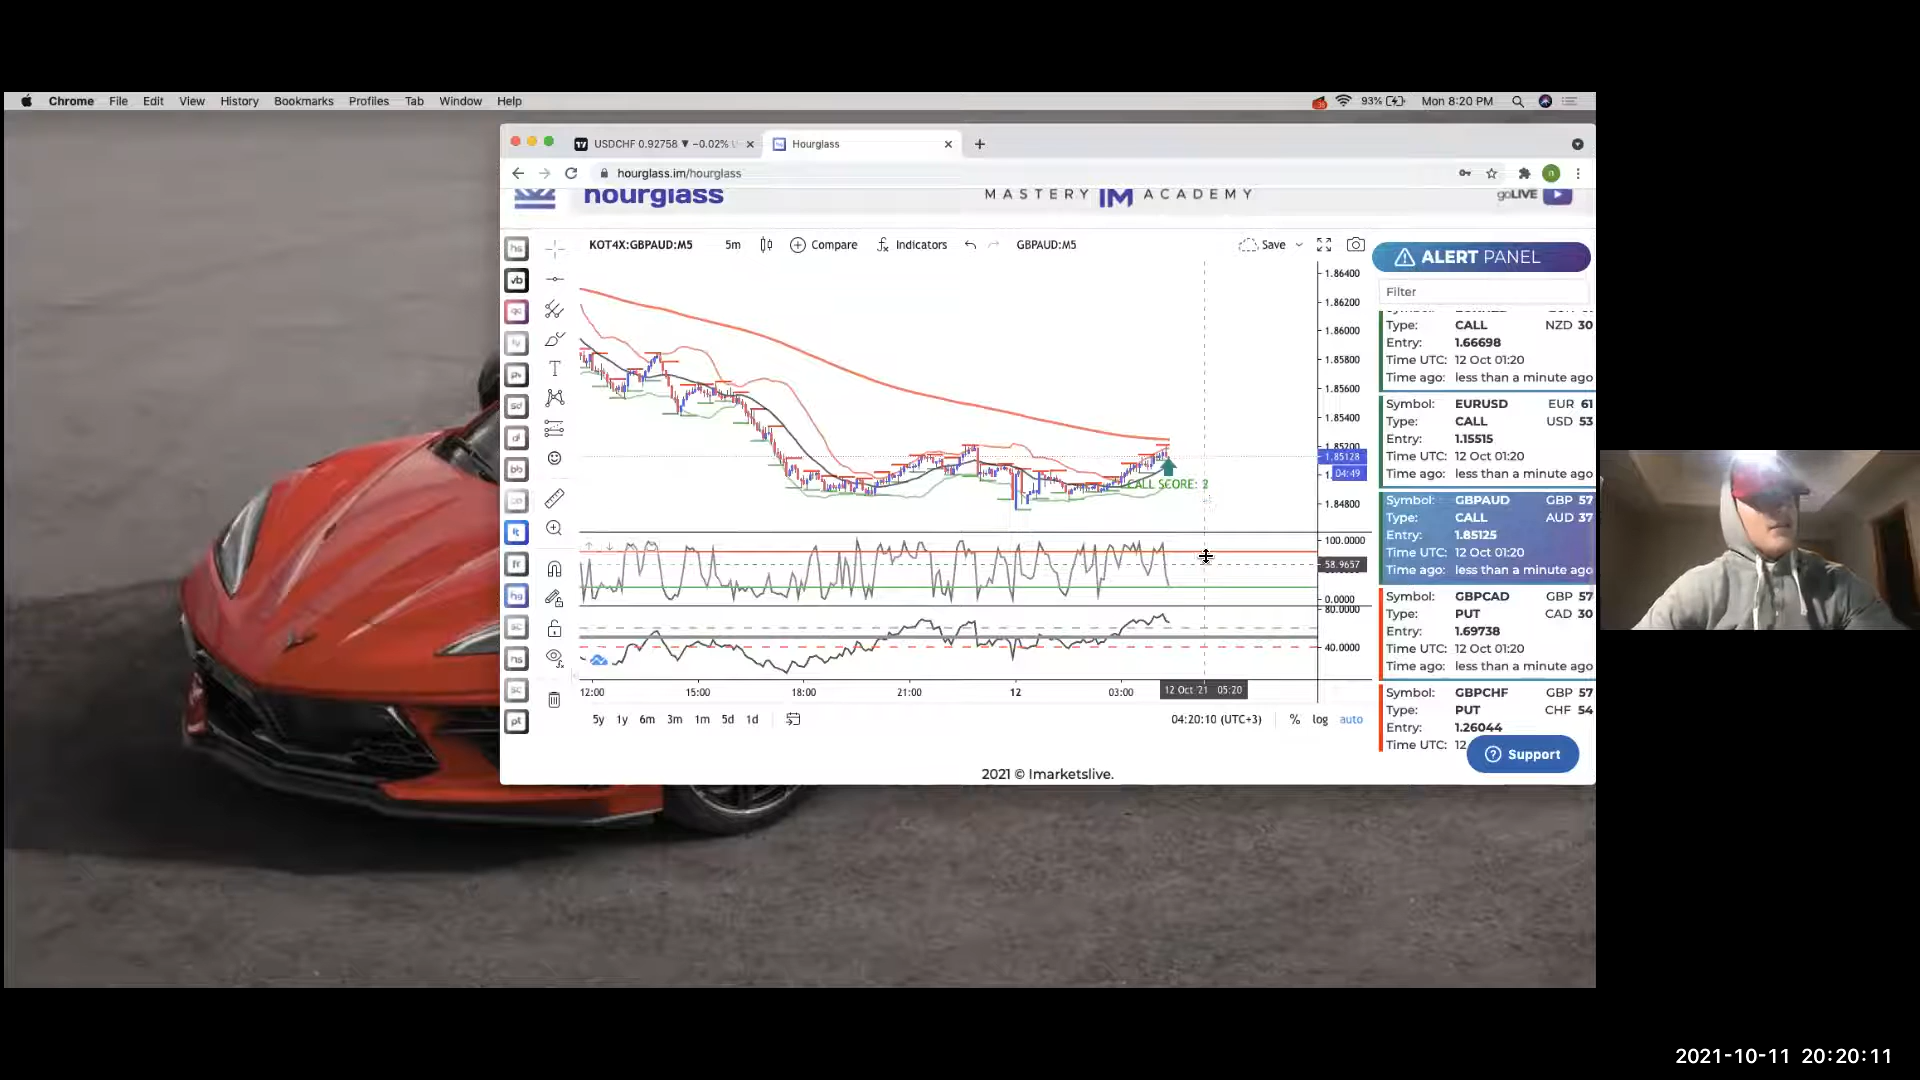 Chrome File Edit View History Bookmarks Profiles Tab Window Help
93% Mon 8:20 PM
USDCHF 0.92758 ▼ −0.02%
Hourglass
hourglass.im/hourglass
hourglass
MASTERY IM ACADEMY
goLIVE
KOT4X:GBPAUD:M5 5m Compare Indicators GBPAUD:M5 Save
ALERT PANEL
Filter
Type: CALL NZD 30
Entry: 1.66698
Time UTC: 12 Oct 01:20
Time ago: less than a minute ago
Symbol: EURUSD EUR 61
Type: CALL USD 53
Entry: 1.15515
Time UTC: 12 Oct 01:20
Time ago: less than a minute ago
Symbol: GBPAUD GBP 57
Type: CALL AUD 37
Entry: 1.85125
Time UTC: 12 Oct 01:20
Time ago: less than a minute ago
Symbol: GBPCAD GBP 57
Type: PUT CAD 30
Entry: 1.69738
Time UTC: 12 Oct 01:20
Time ago: less than a minute ago
Symbol: GBPCHF GBP 57
Type: PUT CHF 54
Entry: 1.26044
Time UTC: 12
Support
1.86400
1.86200
1.86000
1.85800
1.85600
1.85400
1.85200
1.85128
04:49
1.84800
CALL SCORE: 2
100.0000
58.9657
0.0000
80.0000
40.0000
12:00 15:00 18:00 21:00 12 03:00 12 Oct '21 05:20
5y 1y 6m 3m 1m 5d 1d 04:20:10 (UTC+3) % log auto
2021 © Imarketslive.
2021-10-11 20:20:11